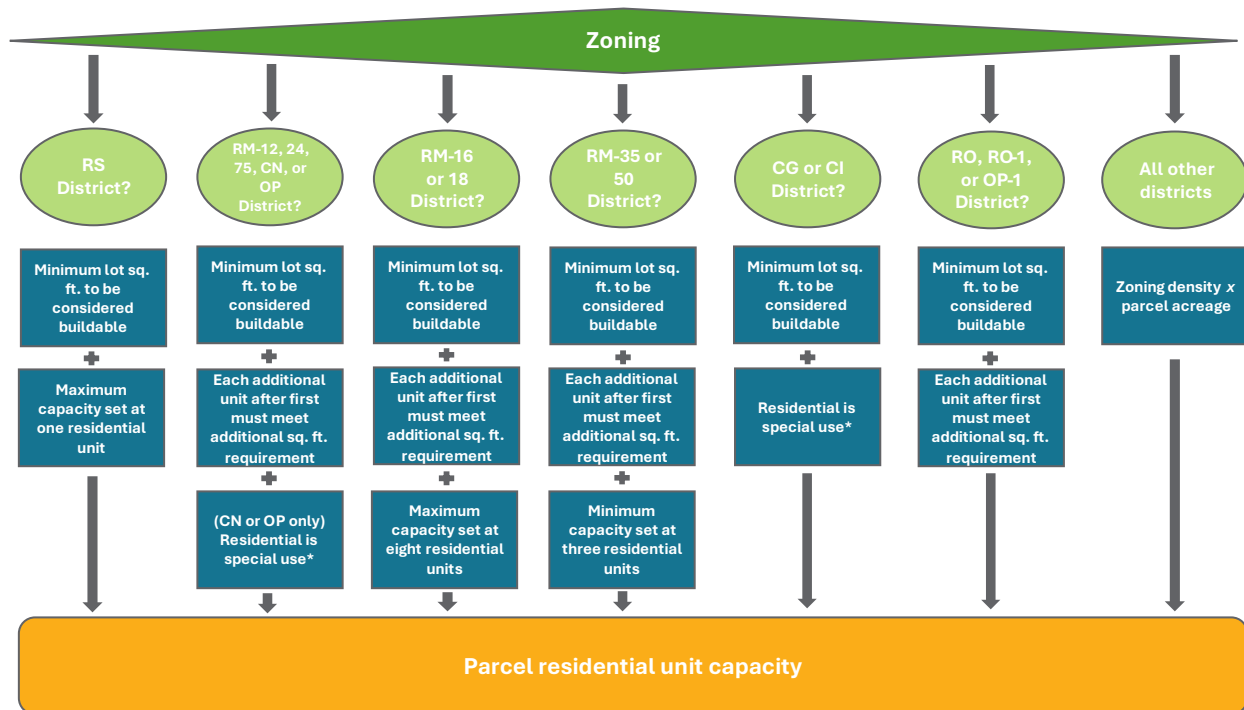 Zoning
RS
District?
Minimum lot sq.
ft. to be
considered
buildable
Maximum
capacity set at
one residential
unit
RM-12, 24,
75, CN, or
OP
District?
Minimum lot sq.
ft. to be
considered
buildable
Each additional
unit after first
must meet
additional sq. ft.
requirement
(CN or OP only)
Residential is
special use*
RM-16
or 18
District?
Minimum lot sq.
ft. to be
considered
buildable
Each additional
unit after first
must meet
additional sq. ft.
requirement
Maximum
capacity set at
eight residential
units
RM-35 or
50
District?
Minimum lot sq.
ft. to be
considered
buildable
Each additional
unit after first
must meet
additional sq. ft.
requirement
Minimum
capacity set at
three residential
units
CG or CI
District?
Minimum lot sq.
ft. to be
considered
buildable
Residential is
special use*
RO, RO-1,
or OP-1
District?
Minimum lot sq.
ft. to be
considered
buildable
Each additional
unit after first
must meet
additional sq. ft.
requirement
All other
districts
Zoning density x
parcel acreage
Parcel residential unit capacity